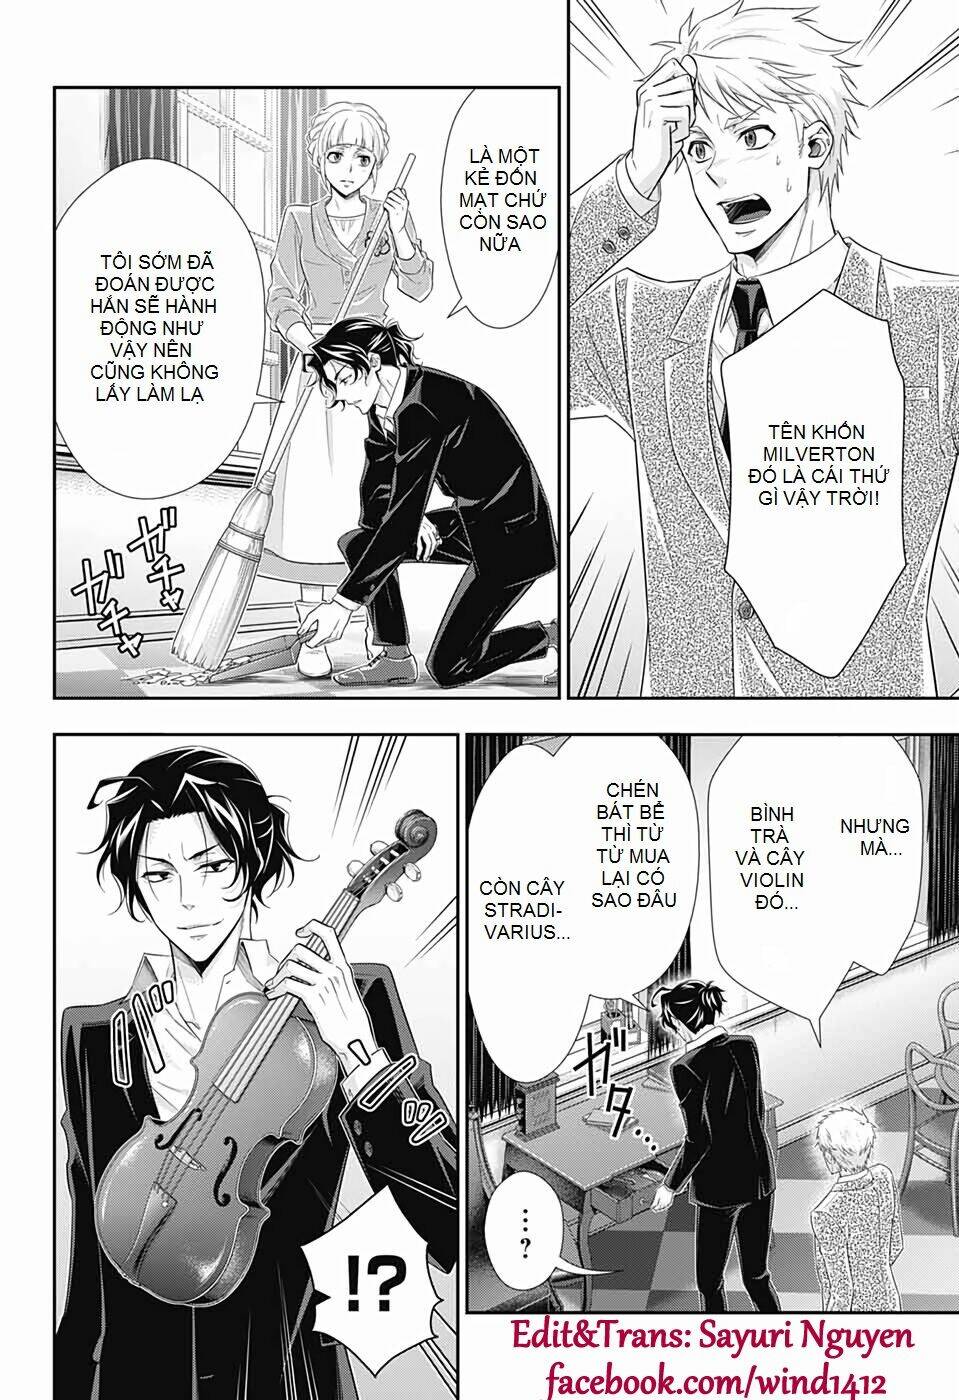 TÊN KHỐN
MILVERTON
ĐÓ LÀ CÁI THỨ
GÌ VẬY TRỜI!
LÀ MỘT
KẺ ĐỐN
MẠT CHỨ
CÒN SAO
NỮA
TÔI SỚM ĐÃ
ĐOÁN ĐƯỢC
HẮN SẼ HÀNH
ĐỘNG NHƯ
VẬY NÊN
CŨNG KHÔNG
LẤY LÀM LẠ
ガチャ
ガチャ
NHƯNG
MÀ...
BÌNH
TRÀ
VÀ CÂY
VIOLIN
ĐÓ...
CHÉN
BÁT BỂ
THÌ TỪ
TỪ MUA
LẠI CÓ
SAO ĐÂU
CÒN CÂY
STRADI-
VARIUS...
...?
!?
Edit&Trans: Sayuri Nguyen
facebook.com/wind1412